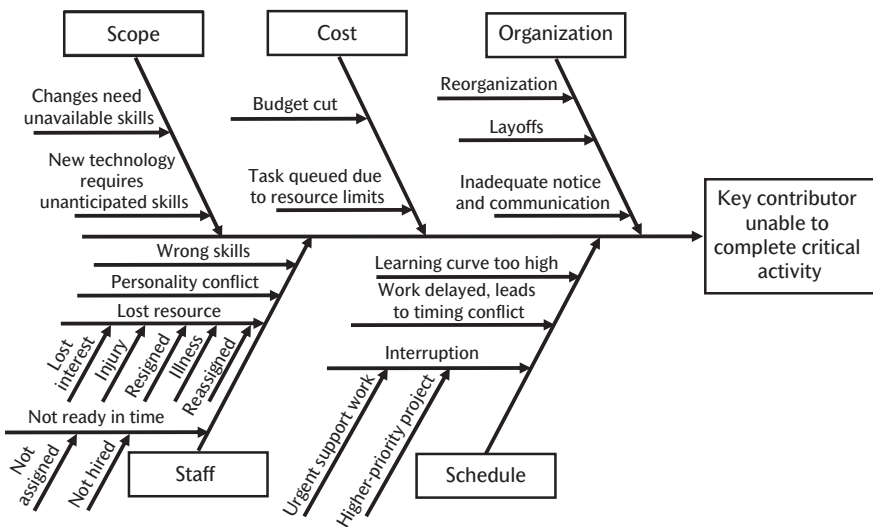 Scope
Cost
Organization
Changes need
unavailable skills
New technology
requires
unanticipated skills
Budget cut
Task queued due
to resource limits
Reorganization
Layoffs
Inadequate notice
and communication
Key contributor
unable to
complete critical
activity
Wrong skills
Personality conflict
Lost resource
Lost
interest
Injury
Resigned
Illness
Reassigned
Not ready in time
Not
assigned
Not hired
Staff
Learning curve too high
Work delayed, leads
to timing conflict
Interruption
Urgent support work
Higher-priority project
Schedule